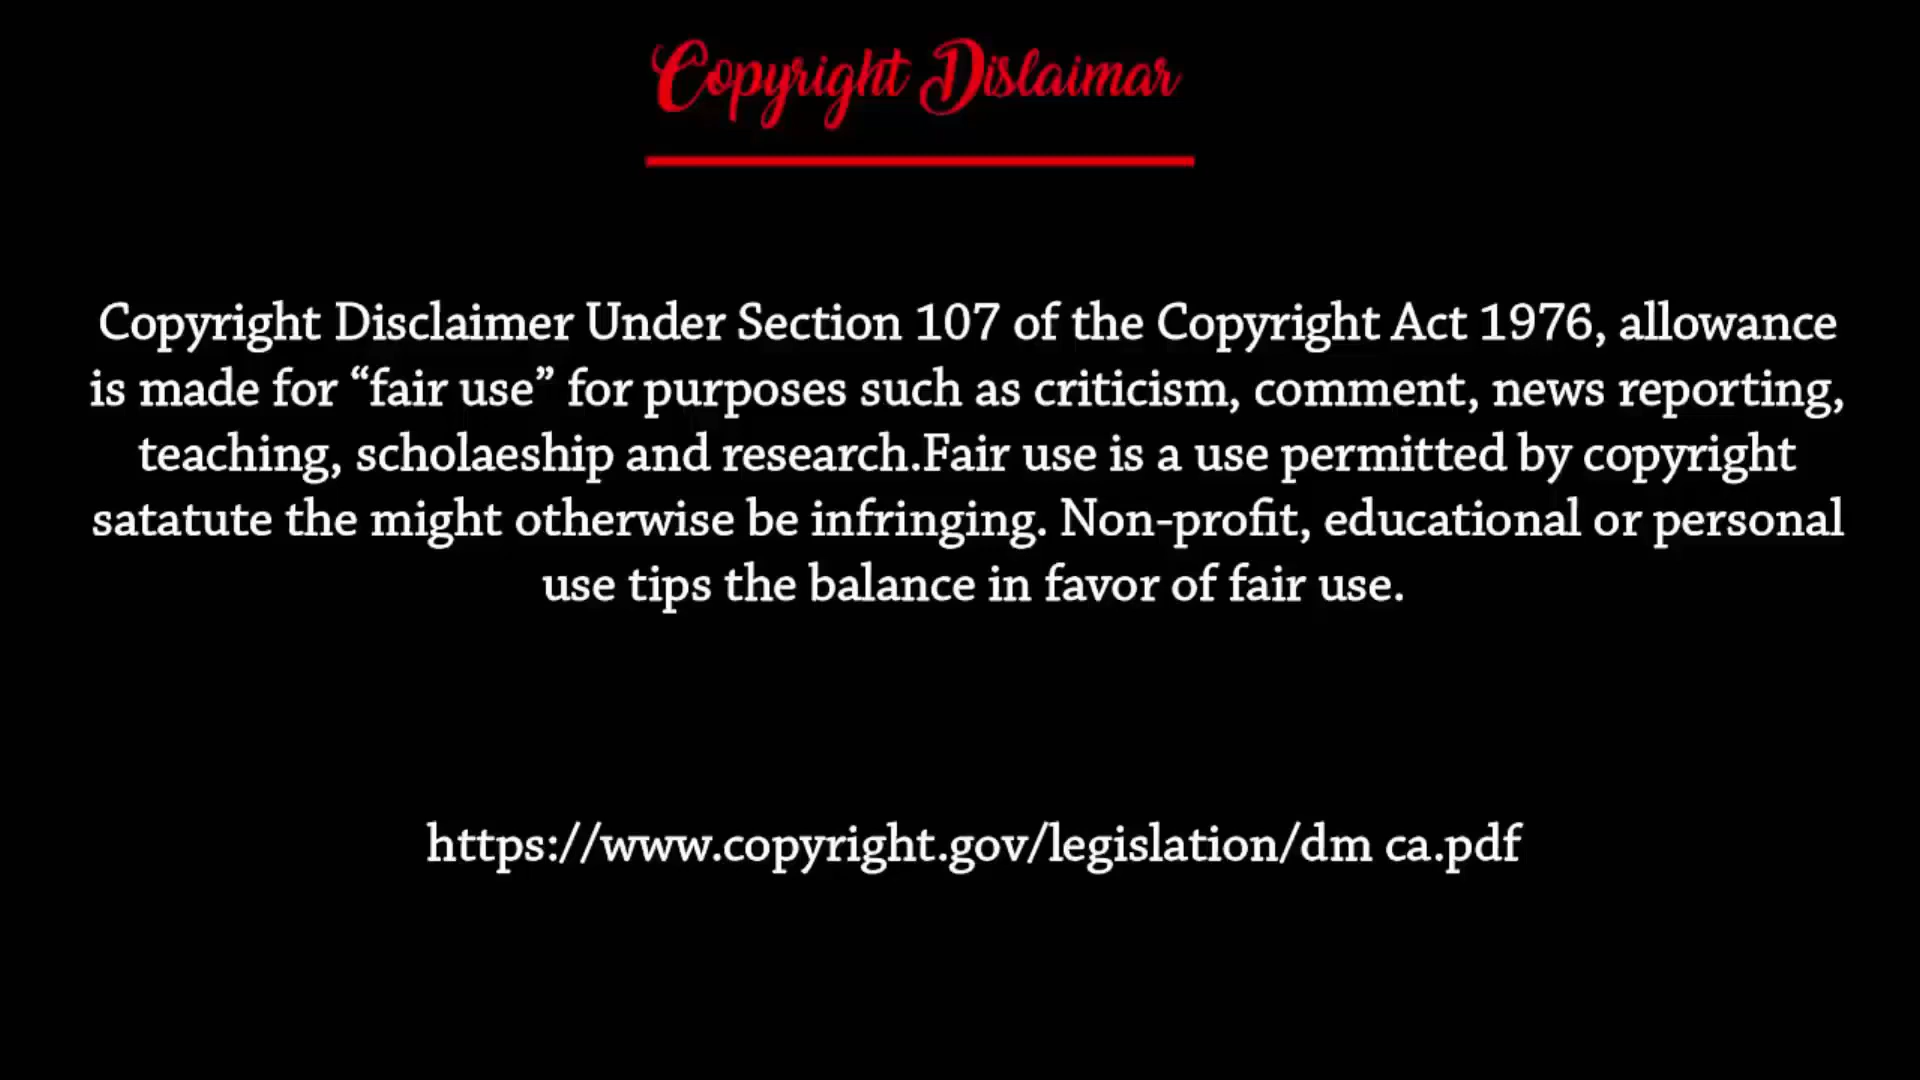 Copyright Dislaimar
Copyright Disclaimer Under Section 107 of the Copyright Act 1976, allowance
is made for “fair use” for purposes such as criticism, comment, news reporting,
teaching, scholaeship and research.Fair use is a use permitted by copyright
satatute the might otherwise be infringing. Non-profit, educational or personal
use tips the balance in favor of fair use.
https://www.copyright.gov/legislation/dm ca.pdf